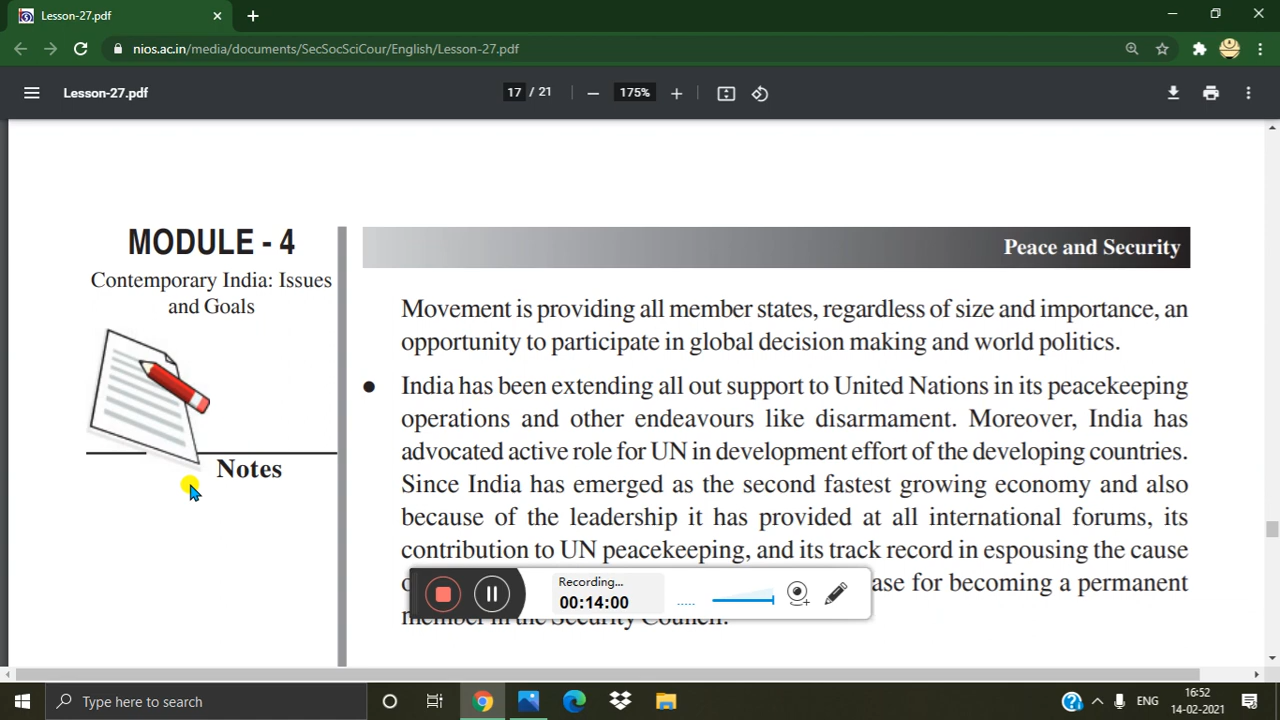 Lesson-27.pdf
nios.ac.in/media/documents/SecSocSciCour/English/Lesson-27.pdf
Lesson-27.pdf
17 / 21
175%
MODULE - 4
Contemporary India: Issues
and Goals
Notes
Peace and Security
Movement is providing all member states, regardless of size and importance, an
opportunity to participate in global decision making and world politics.
● India has been extending all out support to United Nations in its peacekeeping
operations and other endeavours like disarmament. Moreover, India has
advocated active role for UN in development effort of the developing countries.
Since India has emerged as the second fastest growing economy and also
because of the leadership it has provided at all international forums, its
contribution to UN peacekeeping, and its track record in espousing the cause
ase for becoming a permanent
member in the Security Council.
Recording...
00:14:00
Type here to search
ENG
16:52
14-02-2021